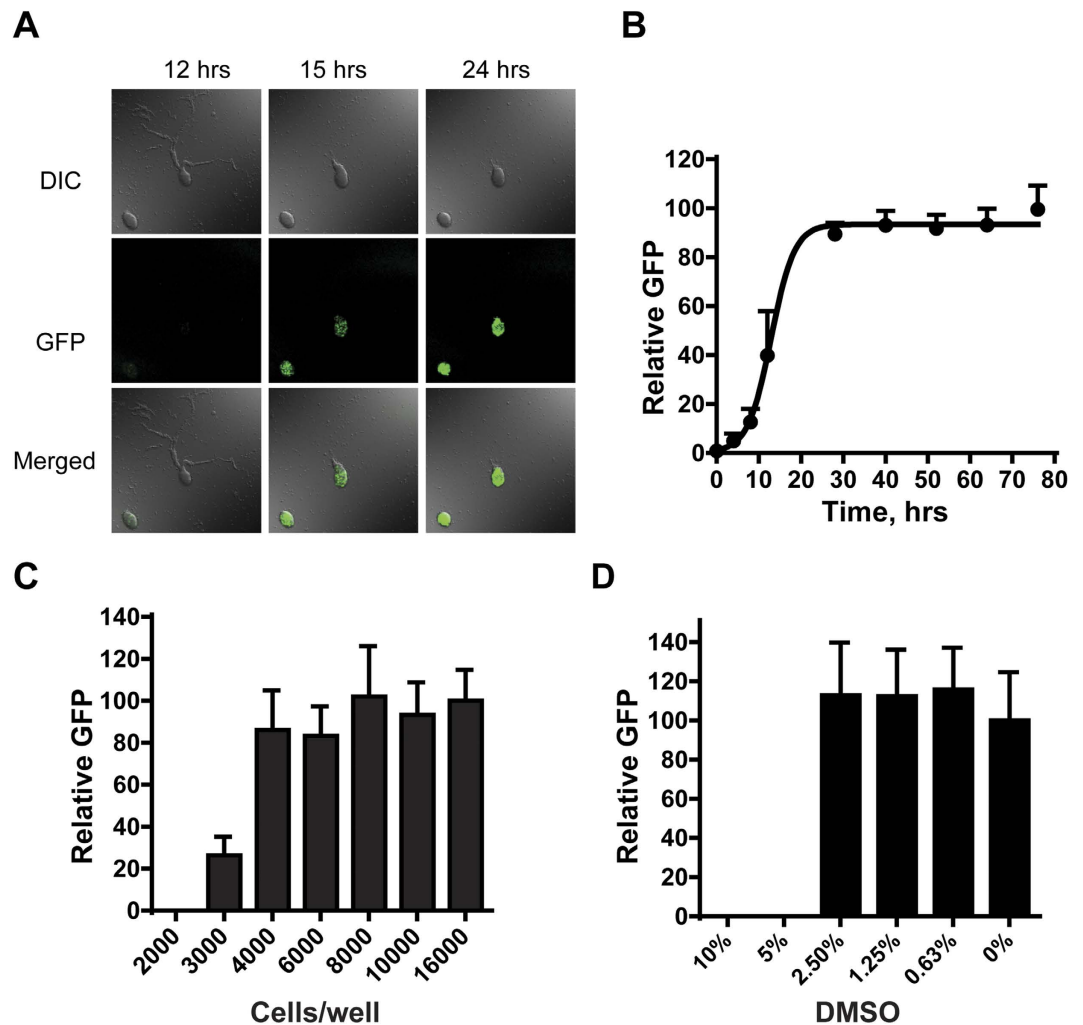 A
12 hrs 15 hrs 24 hrs
DIC
GFP
Merged
B
120
100
80
60
40
20
0
Relative GFP
0 10 20 30 40 50 60 70 80
Time, hrs
C
140
120
100
80
60
40
20
0
Relative GFP
2000 3000 4000 6000 8000 10000 16000
Cells/well
D
140
120
100
80
60
40
20
0
Relative GFP
10% 5% 2.50% 1.25% 0.63% 0%
DMSO